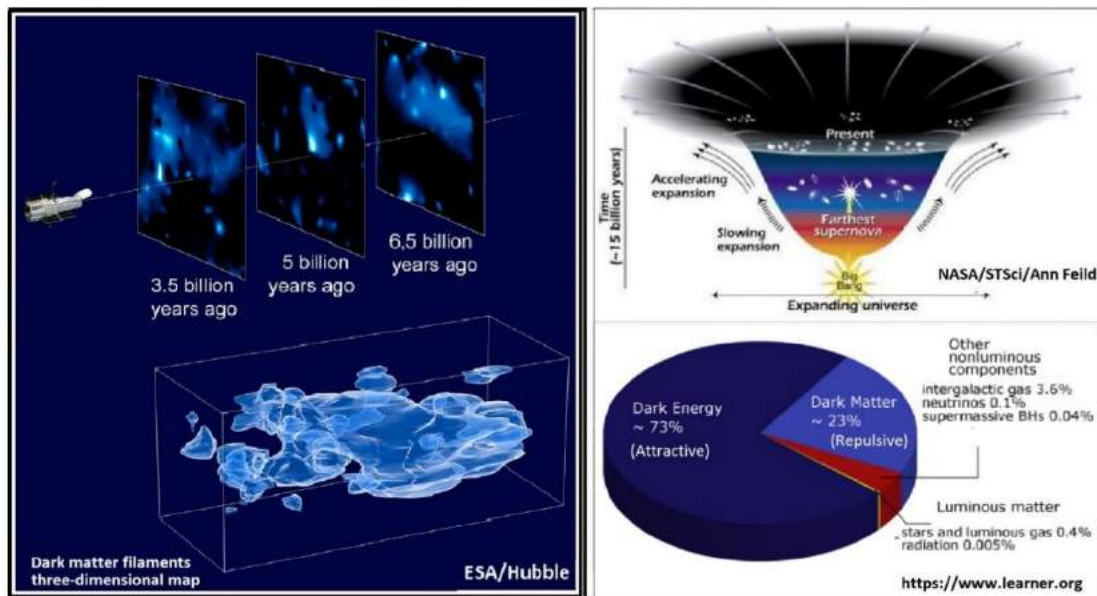 3.5 billion
years ago
5 billion
years ago
6,5 billion
years ago
Dark matter filaments
three-dimensional map
ESA/Hubble
Present
Accelerating
expansion
Time
(~15 billion years)
Farthest
supernova
Slowing
expansion
Big
Bang
NASA/STSci/Ann Feild
Expanding universe
Other
nonluminous
components
intergalactic gas 3.6%
neutrinos 0.1%
supermassive BHs 0.04%
Dark Energy
~ 73%
(Attractive)
Dark Matter
~ 23%
(Repulsive)
Luminous matter
stars and luminous gas 0.4%
radiation 0.005%
https://www.learner.org